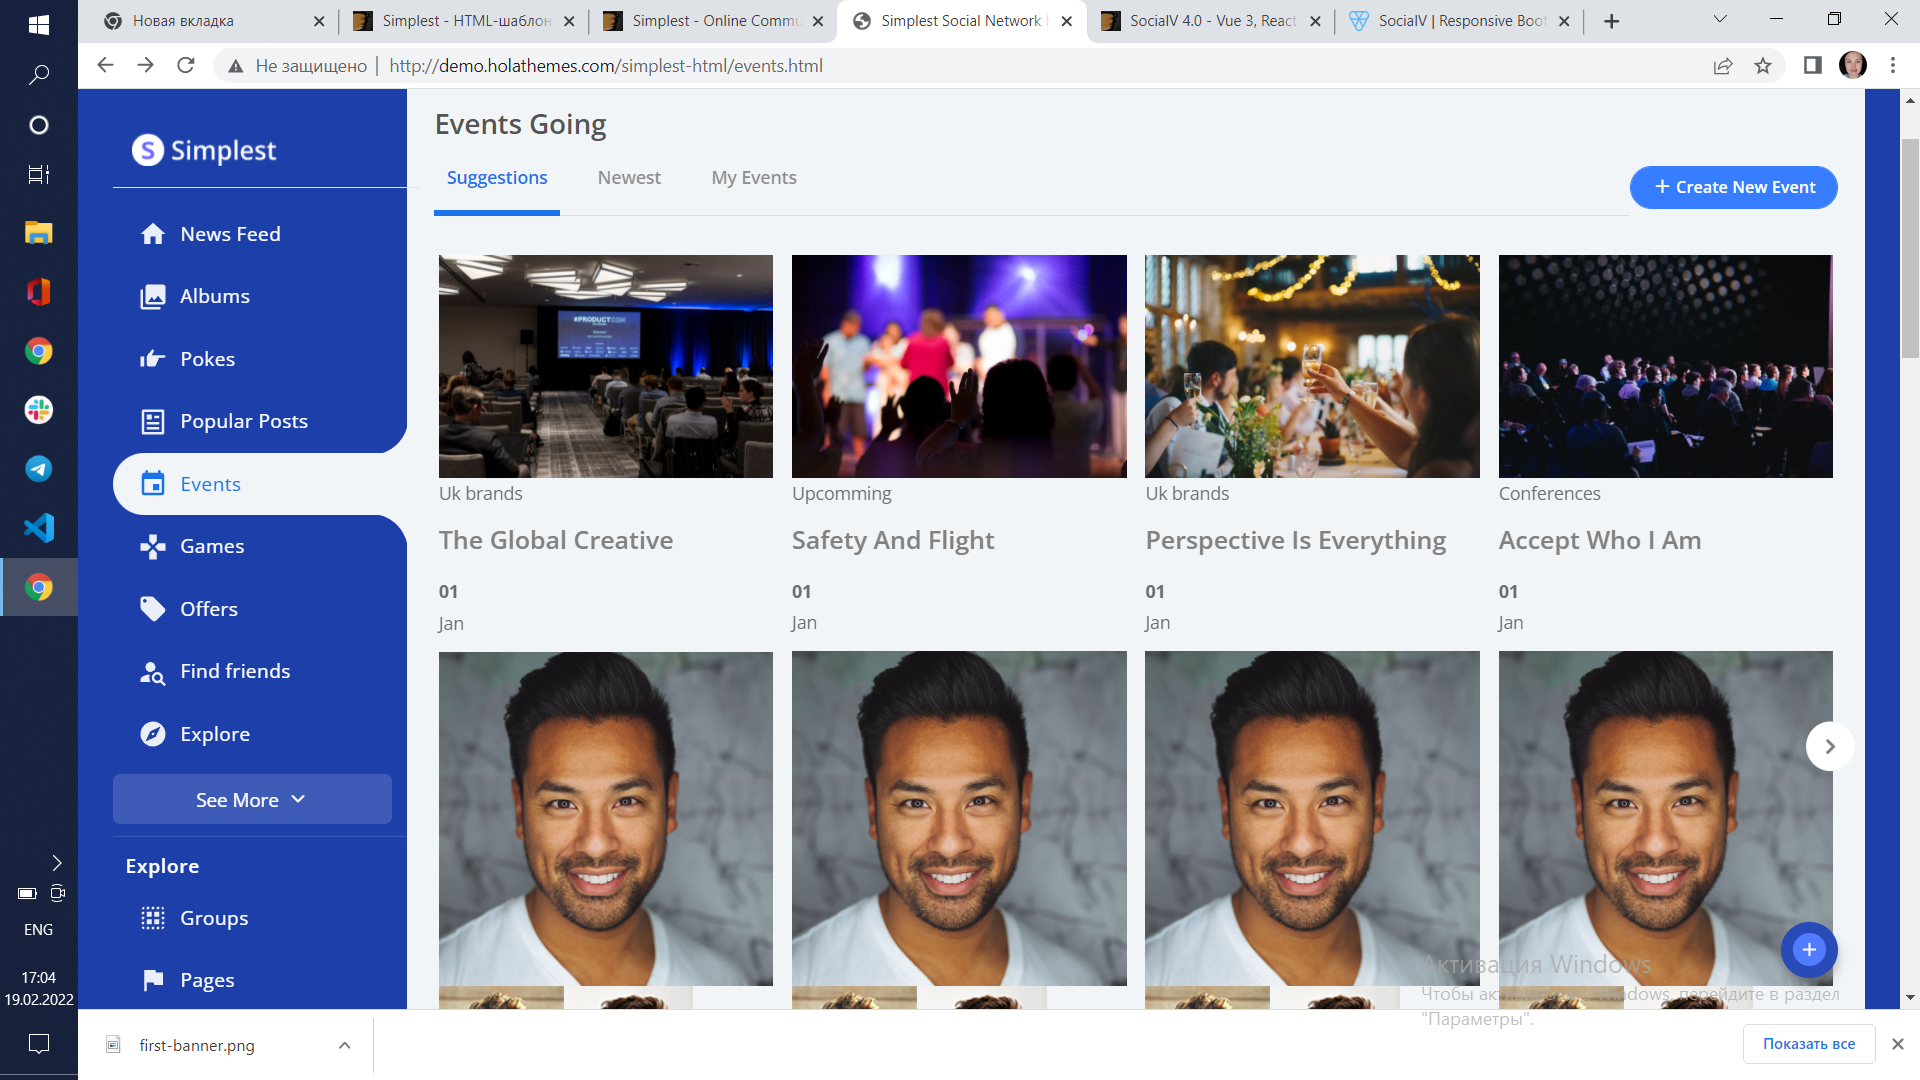 Новая вкладка
Simplest - HTML-шаблон
Simplest - Online Commu
Simplest Social Network
SocialV 4.0 - Vue 3, React
SocialV | Responsive Boot
Не защищено
http://demo.holathemes.com/simplest-html/events.html
S Simplest
News Feed
Albums
Pokes
Popular Posts
Events
Games
Offers
Find friends
Explore
See More
Explore
Groups
Pages
Events Going
Suggestions
Newest
My Events
+ Create New Event
#PRODUCTCON
Uk brands
The Global Creative
01
Jan
Upcomming
Safety And Flight
01
Jan
Uk brands
Perspective Is Everything
01
Jan
Conferences
Accept Who I Am
01
Jan
Активация Windows
Чтобы активировать Windows, перейдите в раздел
"Параметры".
ENG
17:04
19.02.2022
first-banner.png
Показать все